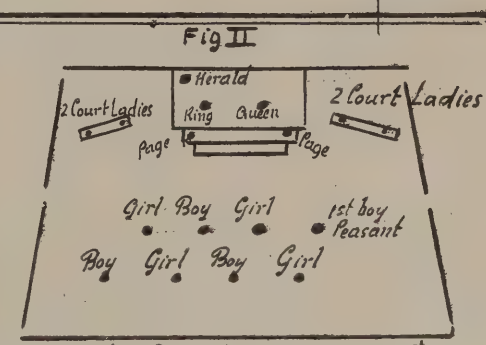 Fig II
Herald
2 Court Ladies
King Queen
2 Court Ladies
Page
Page
Girl Boy Girl
1st boy
Peasant
Boy Girl Boy Girl